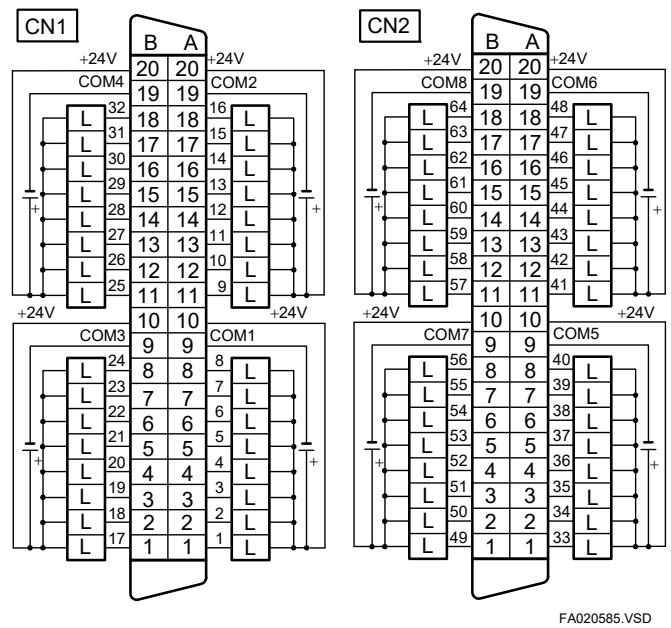 CN1
B A
+24V 20 20 +24V
COM4 19 19 COM2
32 L 18 18 16 L
31 L 17 17 15 L
30 L 16 16 14 L
29 L 15 15 13 L
28 L 14 14 12 L
27 L 13 13 11 L
26 L 12 12 10 L
25 L 11 11 9 L
+24V 10 10 +24V
COM3 9 9 COM1
24 L 8 8 8 L
23 L 7 7 7 L
22 L 6 6 6 L
21 L 5 5 5 L
20 L 4 4 4 L
19 L 3 3 3 L
18 L 2 2 2 L
17 L 1 1 1 L
+ +
+ +
CN2
B A
+24V 20 20 +24V
COM8 19 19 COM6
64 L 18 18 48 L
63 L 17 17 47 L
62 L 16 16 46 L
61 L 15 15 45 L
60 L 14 14 44 L
59 L 13 13 43 L
58 L 12 12 42 L
57 L 11 11 41 L
+24V 10 10 +24V
COM7 9 9 COM5
56 L 8 8 40 L
55 L 7 7 39 L
54 L 6 6 38 L
53 L 5 5 37 L
52 L 4 4 36 L
51 L 3 3 35 L
50 L 2 2 34 L
49 L 1 1 33 L
+ +
+ +
FA020585.VSD